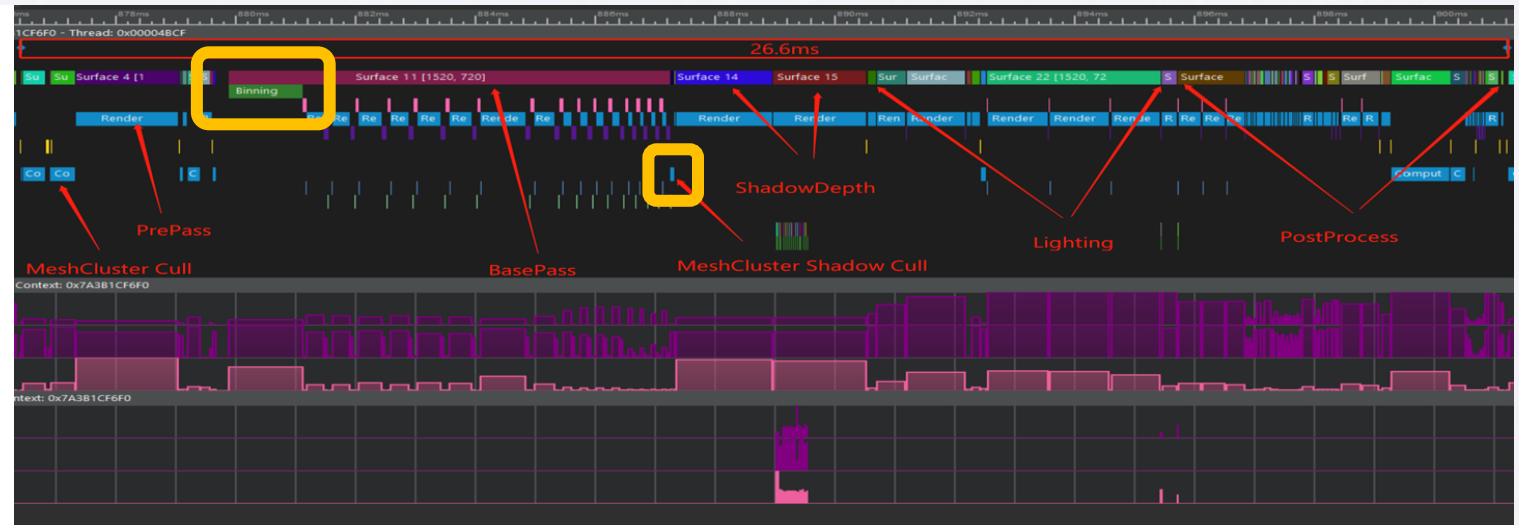 878ms 880ms 882ms 884ms 886ms 888ms 890ms 892ms 894ms 896ms 898ms 900ms
1CF6F0 - Thread: 0x00004BCF
26.6ms
Su Su Surface 4 [1 S Surface 11 [1520, 720] Surface 14 Surface 15 Sur Surfac Surface 22 [1520, 72 S Surface S S Surf Surfac S S
Binning
Render Re Re Re Re Re Re Rende Re Render Render Ren Render Render Render Rende R Re Re Re R Re R R
Co Co C Comput C
ShadowDepth
PrePass
Lighting
PostProcess
MeshCluster Cull
BasePass
MeshCluster Shadow Cull
Context: 0x7A3B1CF6F0
ntext: 0x7A3B1CF6F0